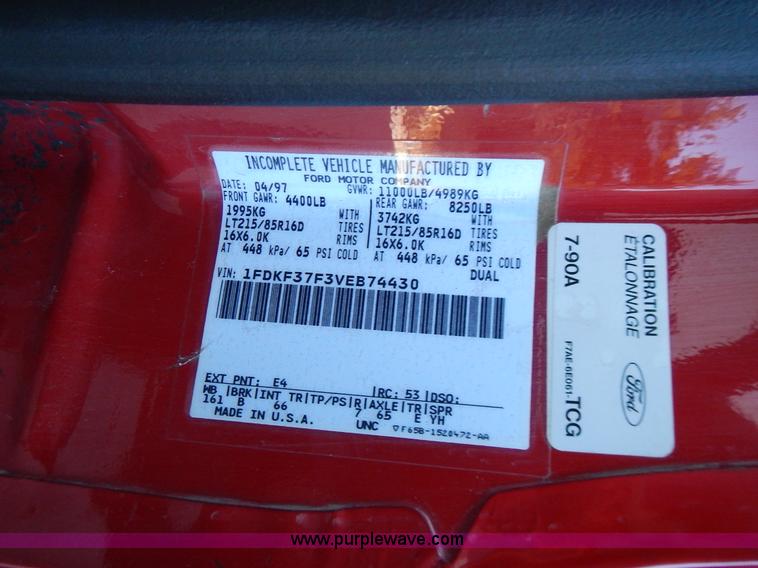 INCOMPLETE VEHICLE MANUFACTURED BY
FORD MOTOR COMPANY
DATE: 04/97 GVWR: 11000LB/4989KG
FRONT GAWR: 4400LB REAR GAWR: 8250LB
1995KG WITH 3742KG WITH
LT215/85R16D TIRES LT215/85R16D TIRES
16X6.0K RIMS 16X6.0K RIMS
AT 448 kPa/ 65 PSI COLD AT 448 kPa/ 65 PSI COLD
DUAL
VIN: 1FDKF37F3VEB74430
EXT PNT: E4 RC: 53 DSO:
WB BRK INT TR TP/PS R AXLE TR SPR
161 B 66 7 65 E YH
MADE IN U.S.A. UNC ▽F65B-1520472-AA
CALIBRATION
ÉTALONNAGE
7-90A
Ford
F7AE-6E061-TCG
www.purplewave.com